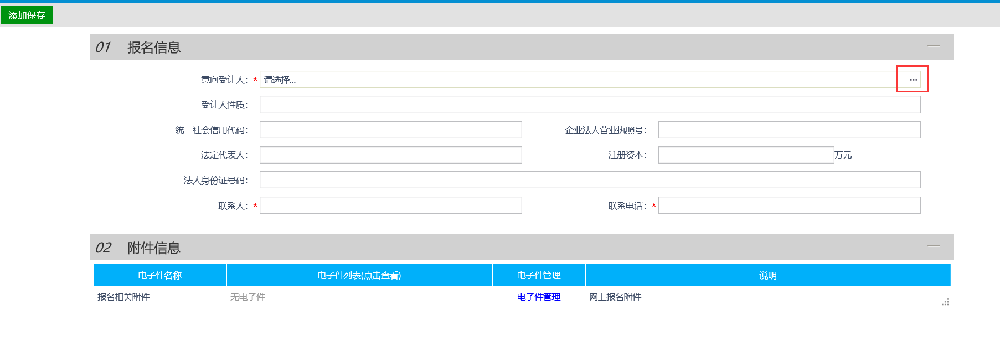 添加保存
01 报名信息
意向受让人：* 请选择... ...
受让人性质：
统一社会信用代码： 企业法人营业执照号：
法定代表人： 注册资本： 万元
法人身份证号码：
联系人：* 联系电话：*
02 附件信息
电子件名称 电子件列表(点击查看) 电子件管理 说明
报名相关附件 无电子件 电子件管理 网上报名附件